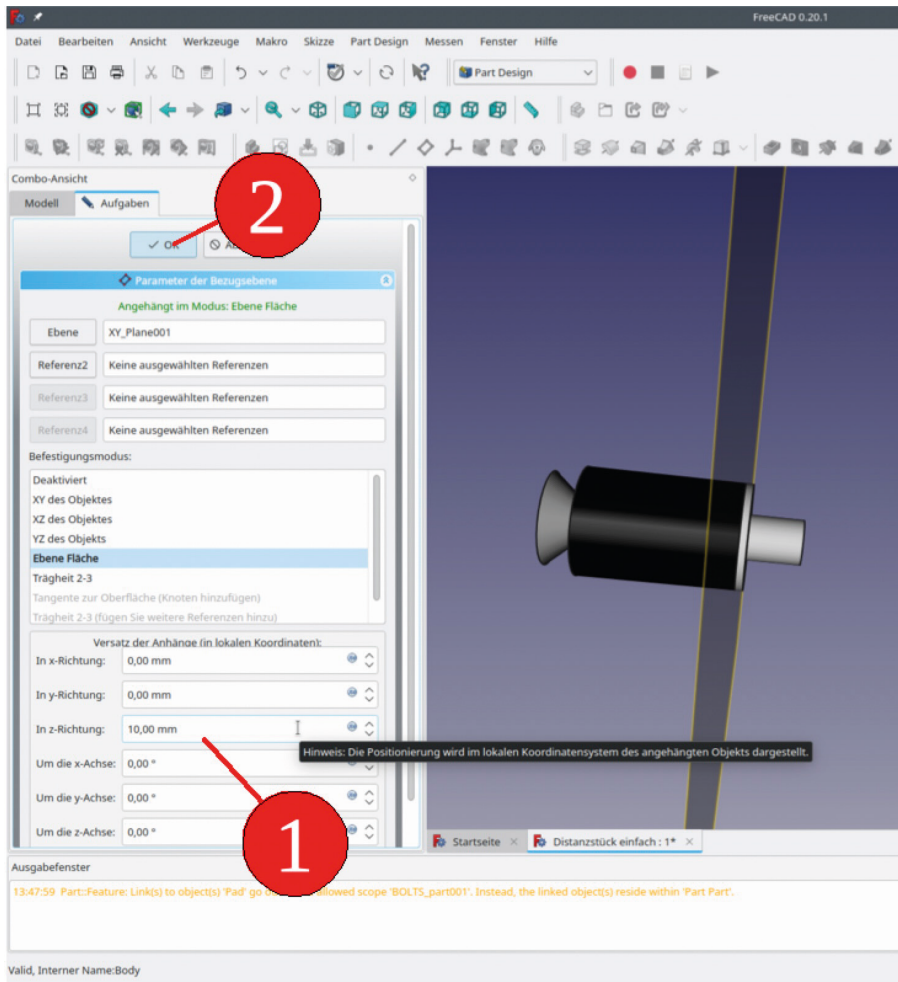 FreeCAD 0.20.1
Datei Bearbeiten Ansicht Werkzeuge Makro Skizze Part Design Messen Fenster Hilfe
Part Design
Combo-Ansicht
Modell Aufgaben
2
OK
Parameter der Bezugsebene
Angehängt im Modus: Ebene Fläche
Ebene XY_Plane001
Referenz2 Keine ausgewählten Referenzen
Referenz3 Keine ausgewählten Referenzen
Referenz4 Keine ausgewählten Referenzen
Befestigungsmodus:
Deaktiviert
XY des Objektes
XZ des Objektes
YZ des Objekts
Ebene Fläche
Trägheit 2-3
Tangente zur Oberfläche (Knoten hinzufügen)
Trägheit 2-3 (fügen Sie weitere Referenzen hinzu)
Versatz der Anhänge (in lokalen Koordinaten):
In x-Richtung: 0,00 mm
In y-Richtung: 0,00 mm
In z-Richtung: 10,00 mm
Hinweis: Die Positionierung wird im lokalen Koordinatensystem des angehängten Objekts dargestellt.
Um die x-Achse: 0,00 °
Um die y-Achse: 0,00 °
Um die z-Achse: 0,00 °
1
Startseite Distanzstück einfach : 1*
Ausgabefenster
13:47:59 Part::Feature: Link(s) to object(s) 'Pad' go allowed scope 'BOLTS_part001'. Instead, the linked object(s) reside within 'Part Part'.
Valid, Interner Name:Body